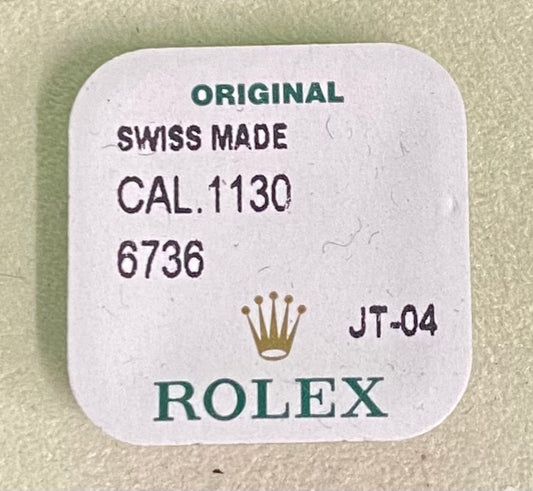 ORIGINAL
SWISS MADE
CAL.1130
6736
JT-04
ROLEX